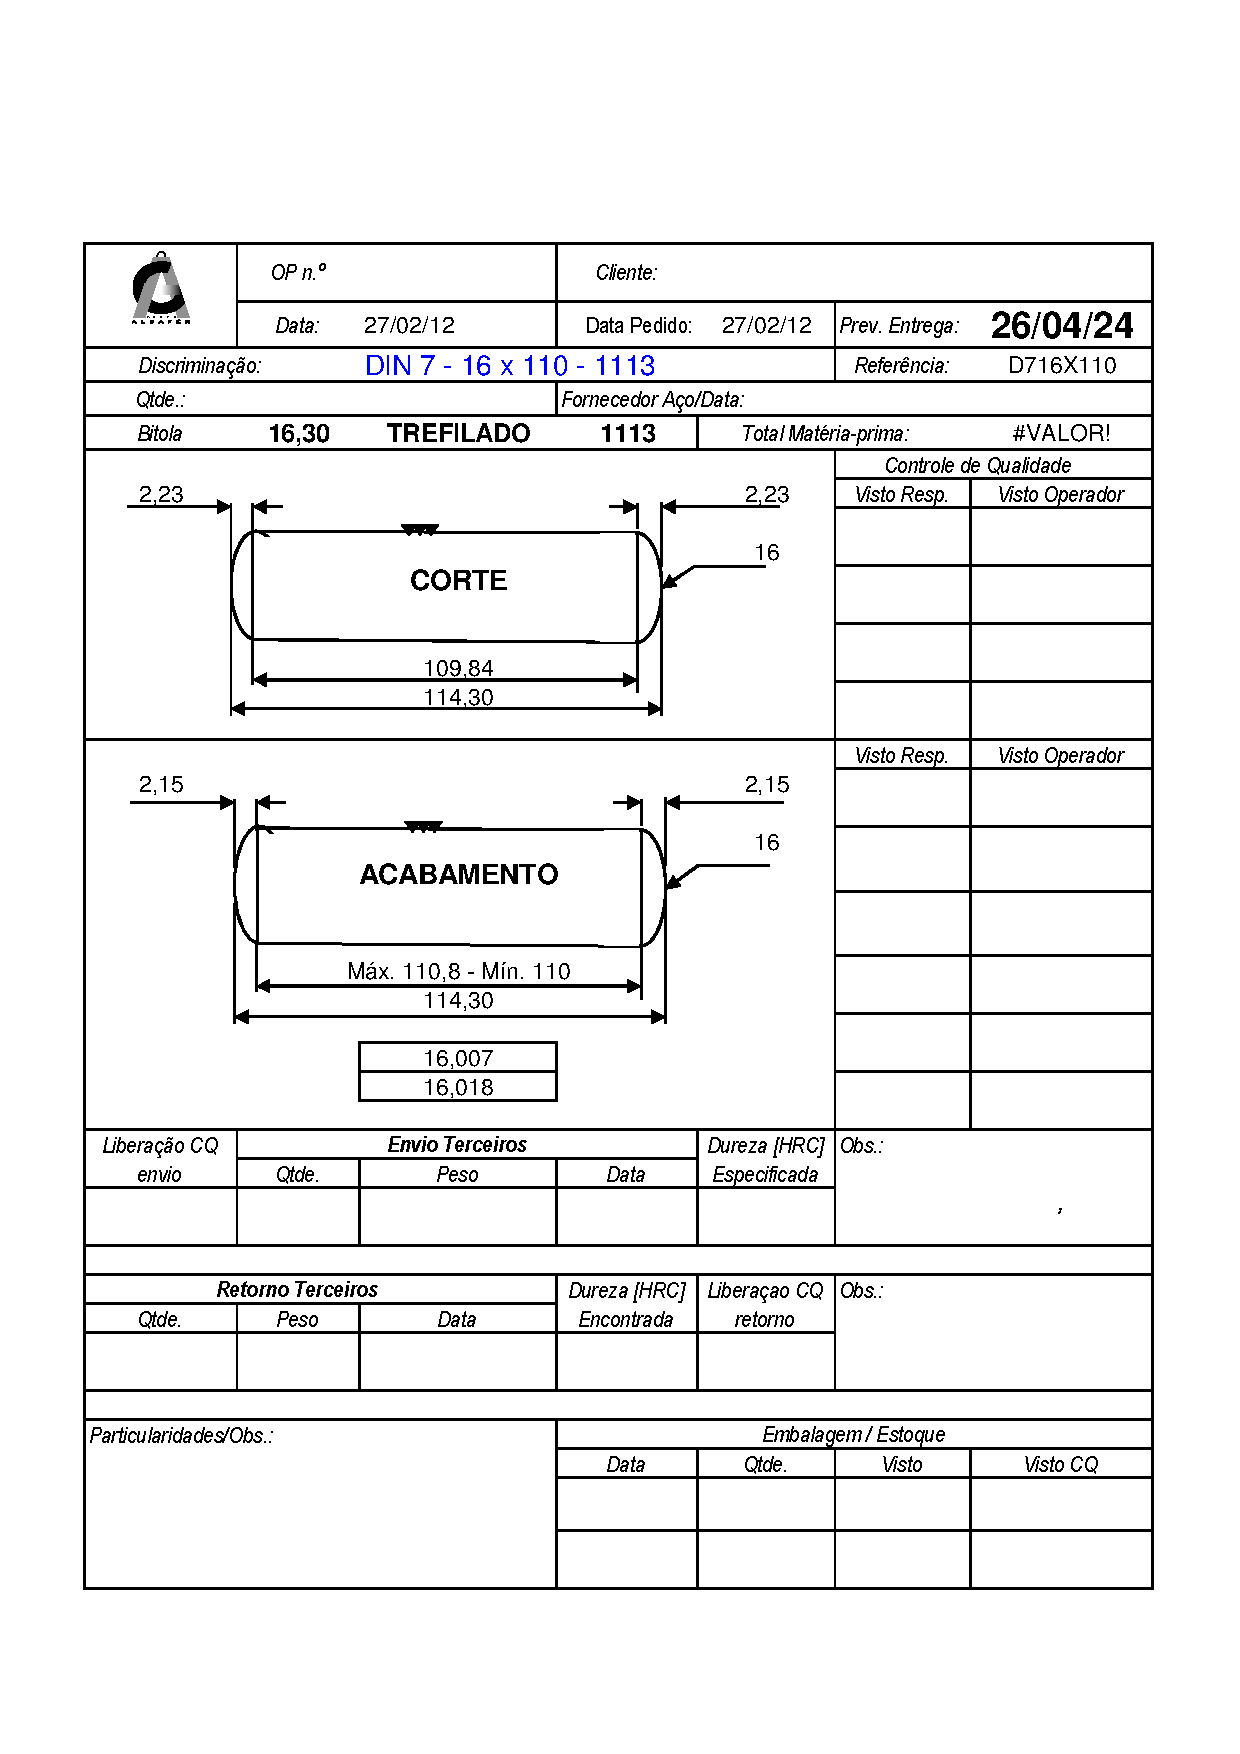 OP n.º Cliente:
ALBAFER
Data: 27/02/12 Data Pedido: 27/02/12 Prev. Entrega: 26/04/24
Discriminação: DIN 7 - 16 x 110 - 1113 Referência: D716X110
Qtde.: Fornecedor Aço/Data:
Bitola 16,30 TREFILADO 1113 Total Matéria-prima: #VALOR!
Controle de Qualidade
2,23 2,23 Visto Resp. Visto Operador
16
CORTE
109,84
114,30
Visto Resp. Visto Operador
2,15 2,15
16
ACABAMENTO
Máx. 110,8 - Mín. 110
114,30
16,007
16,018
Liberação CQ Envio Terceiros Dureza [HRC] Obs.:
envio Qtde. Peso Data Especificada
,
Retorno Terceiros Dureza [HRC] Liberaçao CQ Obs.:
Qtde. Peso Data Encontrada retorno
Particularidades/Obs.: Embalagem / Estoque
Data Qtde. Visto Visto CQ